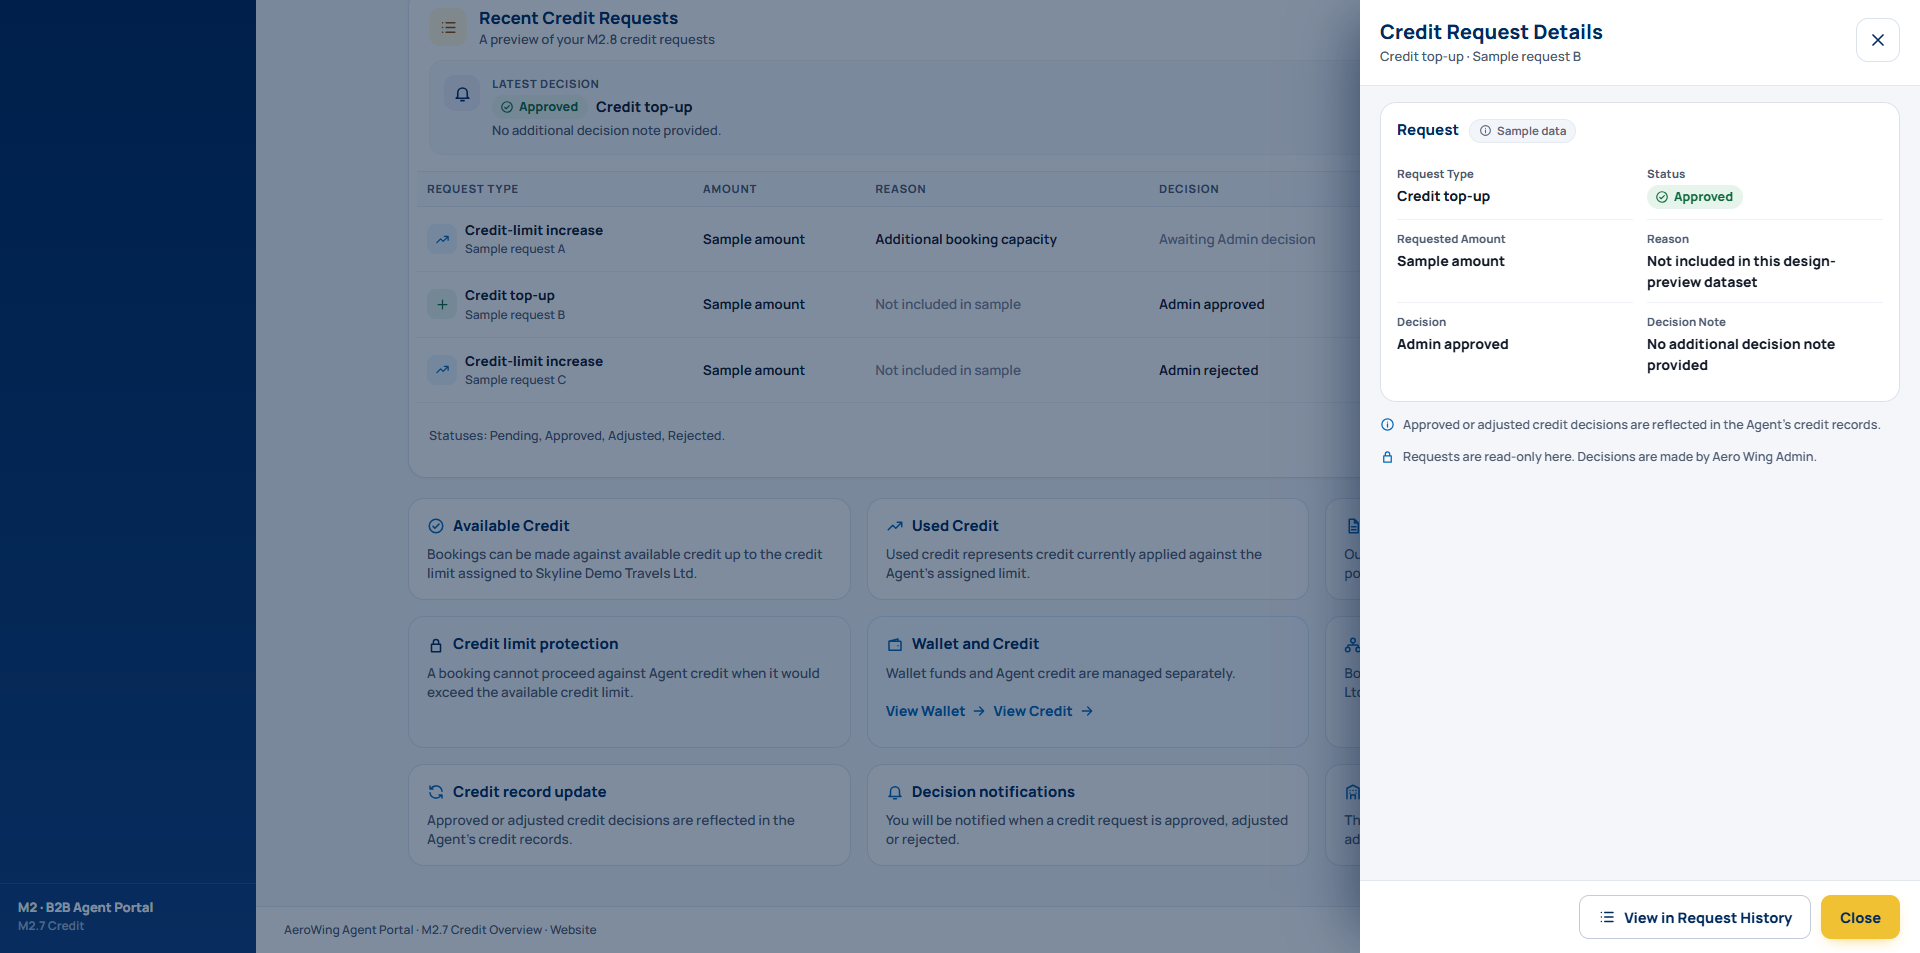 Recent Credit Requests
A preview of your M2.8 credit requests
LATEST DECISION
Approved Credit top-up
No additional decision note provided.
REQUEST TYPE AMOUNT REASON DECISION
Credit-limit increase
Sample request A
Sample amount Additional booking capacity Awaiting Admin decision
Credit top-up
Sample request B
Sample amount Not included in sample Admin approved
Credit-limit increase
Sample request C
Sample amount Not included in sample Admin rejected
Statuses: Pending, Approved, Adjusted, Rejected.
Available Credit
Bookings can be made against available credit up to the credit
limit assigned to Skyline Demo Travels Ltd.
Used Credit
Used credit represents credit currently applied against the
Agent's assigned limit.
Credit limit protection
A booking cannot proceed against Agent credit when it would
exceed the available credit limit.
Wallet and Credit
Wallet funds and Agent credit are managed separately.
View Wallet → View Credit →
Credit record update
Approved or adjusted credit decisions are reflected in the
Agent's credit records.
Decision notifications
You will be notified when a credit request is approved, adjusted
or rejected.
M2 · B2B Agent Portal
M2.7 Credit
AeroWing Agent Portal · M2.7 Credit Overview · Website
Credit Request Details
Credit top-up · Sample request B
Request Sample data
Request Type
Credit top-up
Status
Approved
Requested Amount
Sample amount
Reason
Not included in this design-
preview dataset
Decision
Admin approved
Decision Note
No additional decision note
provided
Approved or adjusted credit decisions are reflected in the Agent's credit records.
Requests are read-only here. Decisions are made by Aero Wing Admin.
View in Request History
Close